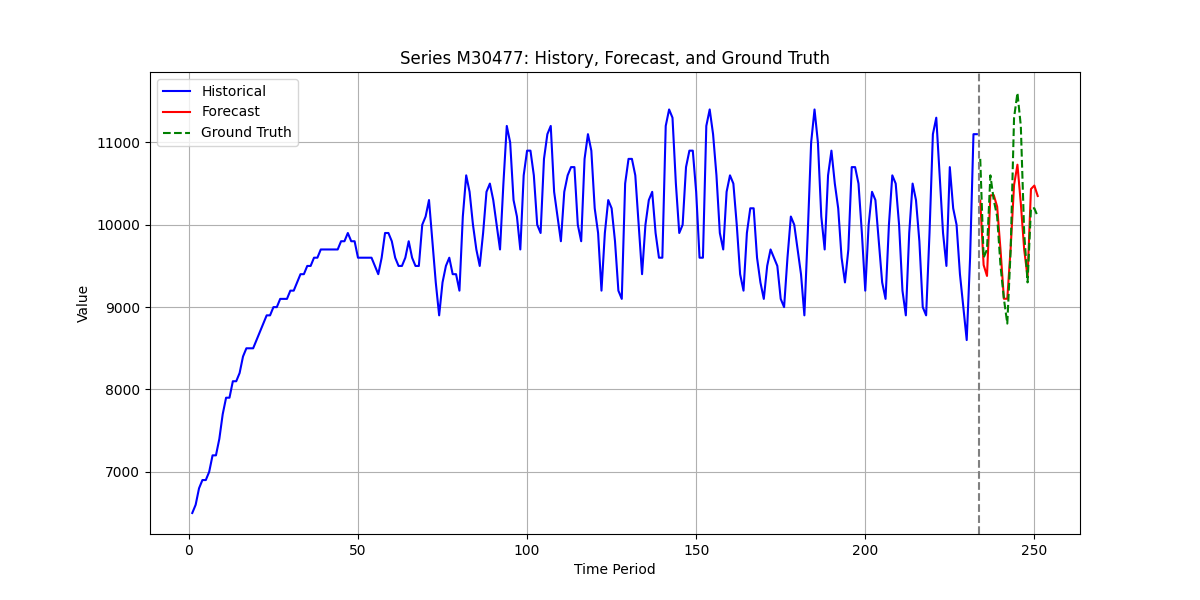 Series M30477: History, Forecast, and Ground Truth
Historical
Forecast
Ground Truth
11000
10000
9000
8000
7000
Value
0 50 100 150 200 250
Time Period